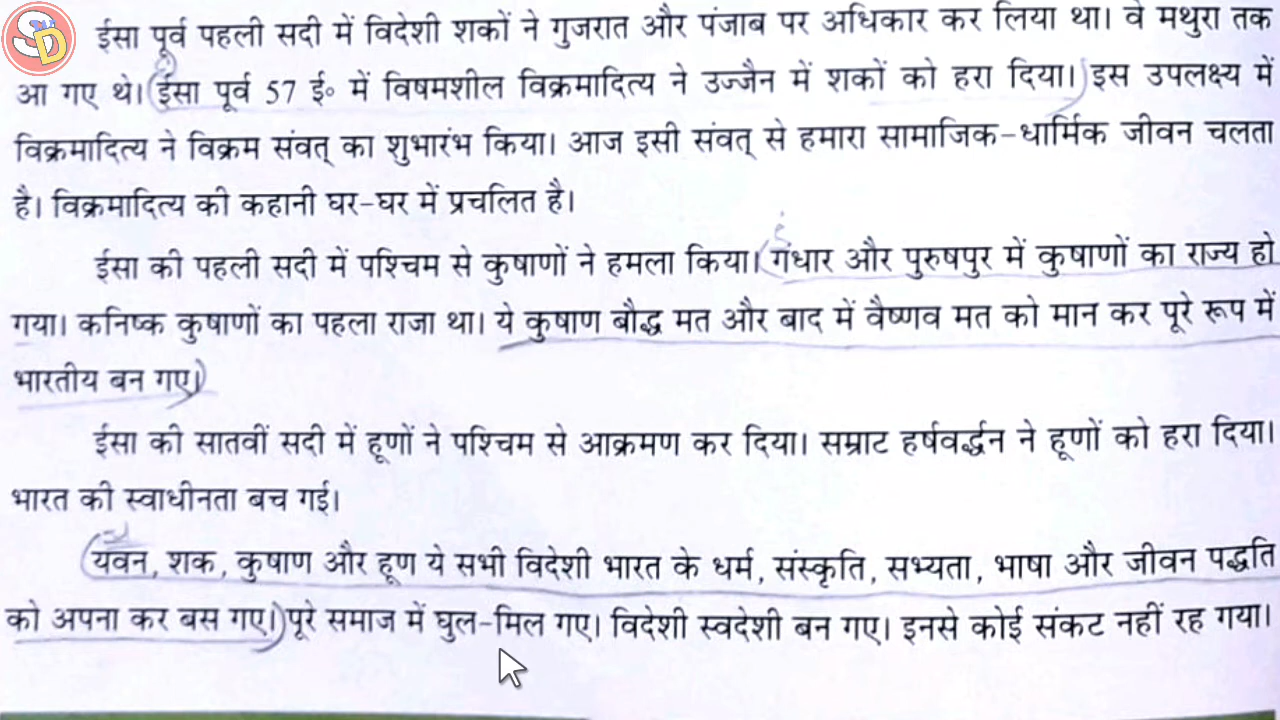 SD
ईसा पूर्व पहली सदी में विदेशी शकों ने गुजरात और पंजाब पर अधिकार कर लिया था। वे मथुरा तक
आ गए थे। ईसा पूर्व 57 ई० में विषमशील विक्रमादित्य ने उज्जैन में शकों को हरा दिया। इस उपलक्ष्य में
विक्रमादित्य ने विक्रम संवत् का शुभारंभ किया। आज इसी संवत् से हमारा सामाजिक-धार्मिक जीवन चलता
है। विक्रमादित्य की कहानी घर-घर में प्रचलित है।
ईसा की पहली सदी में पश्चिम से कुषाणों ने हमला किया। गंधार और पुरुषपुर में कुषाणों का राज्य हो
गया। कनिष्क कुषाणों का पहला राजा था। ये कुषाण बौद्ध मत और बाद में वैष्णव मत को मान कर पूरे रूप में
भारतीय बन गए।
ईसा की सातवीं सदी में हूणों ने पश्चिम से आक्रमण कर दिया। सम्राट हर्षवर्द्धन ने हूणों को हरा दिया।
भारत की स्वाधीनता बच गई।
यवन, शक, कुषाण और हूण ये सभी विदेशी भारत के धर्म, संस्कृति, सभ्यता, भाषा और जीवन पद्धति
को अपना कर बस गए। पूरे समाज में घुल-मिल गए। विदेशी स्वदेशी बन गए। इनसे कोई संकट नहीं रह गया।